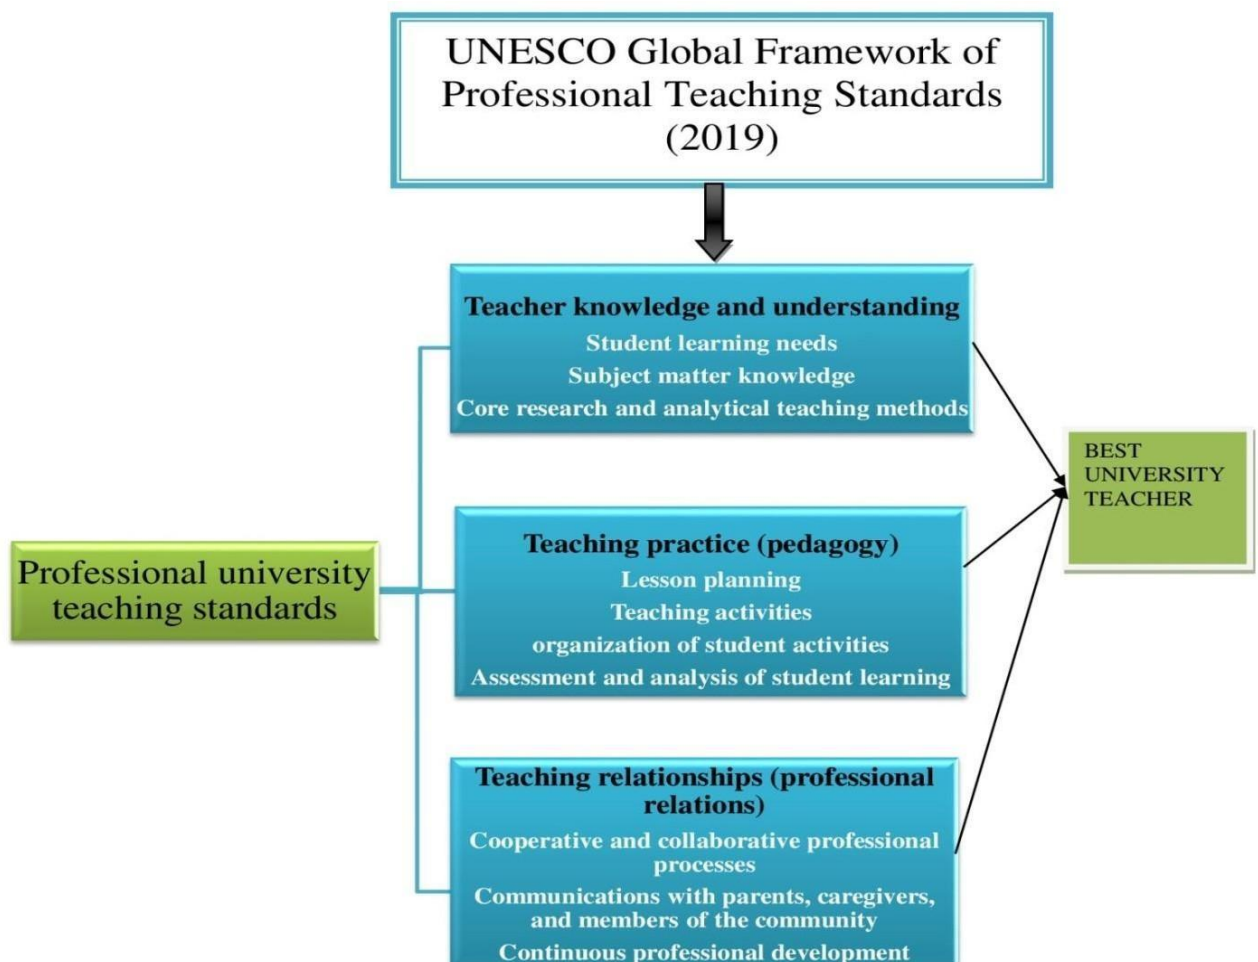 UNESCO Global Framework of
Professional Teaching Standards
(2019)
Teacher knowledge and understanding
Student learning needs
Subject matter knowledge
Core research and analytical teaching methods
BEST
UNIVERSITY
TEACHER
Professional university
teaching standards
Teaching practice (pedagogy)
Lesson planning
Teaching activities
organization of student activities
Assessment and analysis of student learning
Teaching relationships (professional
relations)
Cooperative and collaborative professional
processes
Communications with parents, caregivers,
and members of the community
Continuous professional development